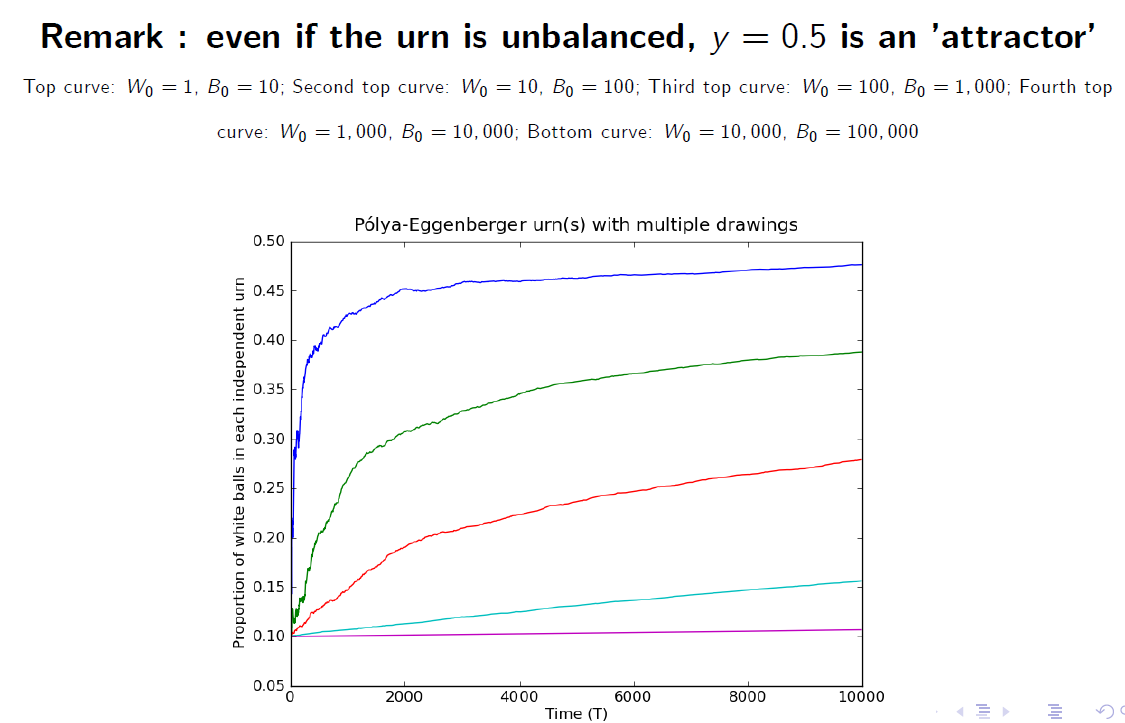 Remark : even if the urn is unbalanced, y = 0.5 is an 'attractor'
Top curve: W₀ = 1, B₀ = 10; Second top curve: W₀ = 10, B₀ = 100; Third top curve: W₀ = 100, B₀ = 1,000; Fourth top
curve: W₀ = 1,000, B₀ = 10,000; Bottom curve: W₀ = 10,000, B₀ = 100,000
Pólya-Eggenberger urn(s) with multiple drawings
Proportion of white balls in each independent urn
0.50
0.45
0.40
0.35
0.30
0.25
0.20
0.15
0.10
0.05
0 2000 4000 6000 8000 10000
Time (T)